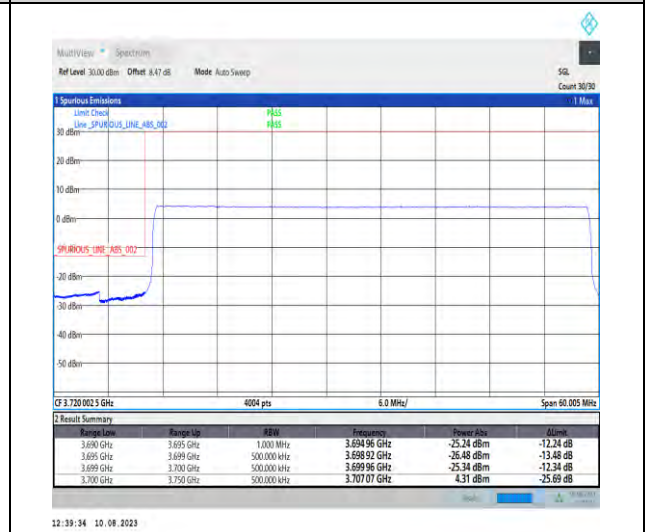 MultiView Spectrum
Ref Level 30.00 dBm Offset 8.47 dB Mode Auto Sweep SGL
Count 30/30
1 Spurious Emissions 1 Max
Limit Check PASS
Line _SPURIOUS_LINE_ABS_002 PASS
30 dBm
20 dBm
10 dBm
0 dBm
_SPURIOUS_LINE_ABS_002
-20 dBm
-30 dBm
-40 dBm
-50 dBm
CF 3.720 002 5 GHz 4004 pts 6.0 MHz/ Span 60.005 MHz
2 Result Summary
Range Low Range Up RBW Frequency Power Abs ΔLimit
3.690 GHz 3.695 GHz 1.000 MHz 3.694 96 GHz -25.24 dBm -12.24 dB
3.695 GHz 3.699 GHz 500.000 kHz 3.698 92 GHz -26.48 dBm -13.48 dB
3.699 GHz 3.700 GHz 500.000 kHz 3.699 96 GHz -25.34 dBm -12.34 dB
3.700 GHz 3.750 GHz 500.000 kHz 3.707 07 GHz 4.31 dBm -25.69 dB
12:39:34 10.08.2023